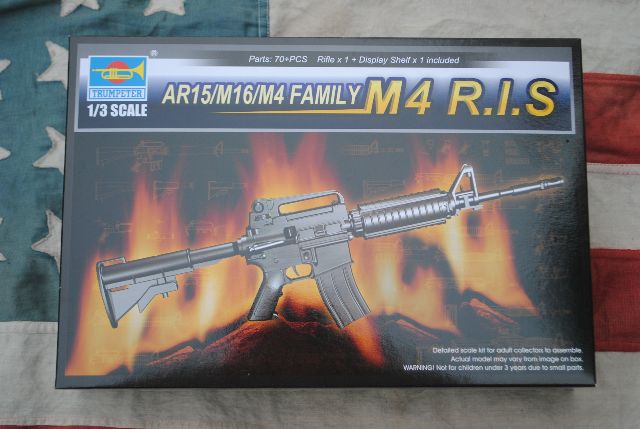 Parts: 70+PCS Rifle x 1 + Display Shelf x 1 included
®
TRUMPETER
1/3 SCALE
AR15/M16/M4 FAMILY M4 R.I.S
Detailed scale kit for adult collectors to assemble.
Actual model may vary from image on box.
WARNING! Not for children under 3 years due to small parts.